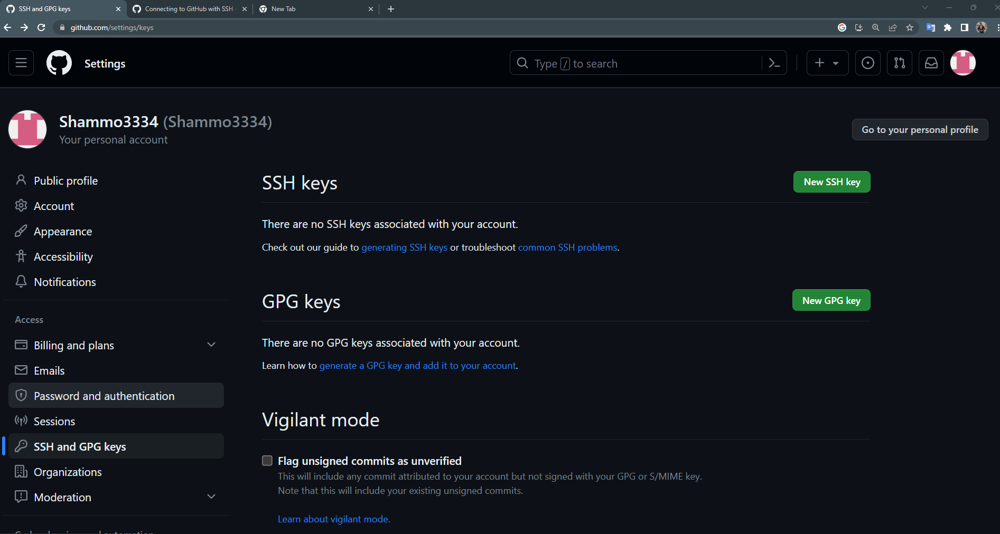 SSH and GPG keys
Connecting to GitHub with SSH -
New Tab
github.com/settings/keys
Settings
Type / to search
Shammo3334 (Shammo3334)
Your personal account
Go to your personal profile
Public profile
Account
Appearance
Accessibility
Notifications
Access
Billing and plans
Emails
Password and authentication
Sessions
SSH and GPG keys
Organizations
Moderation
SSH keys
New SSH key
There are no SSH keys associated with your account.
Check out our guide to generating SSH keys or troubleshoot common SSH problems.
GPG keys
New GPG key
There are no GPG keys associated with your account.
Learn how to generate a GPG key and add it to your account.
Vigilant mode
Flag unsigned commits as unverified
This will include any commit attributed to your account but not signed with your GPG or S/MIME key.
Note that this will include your existing unsigned commits.
Learn about vigilant mode.